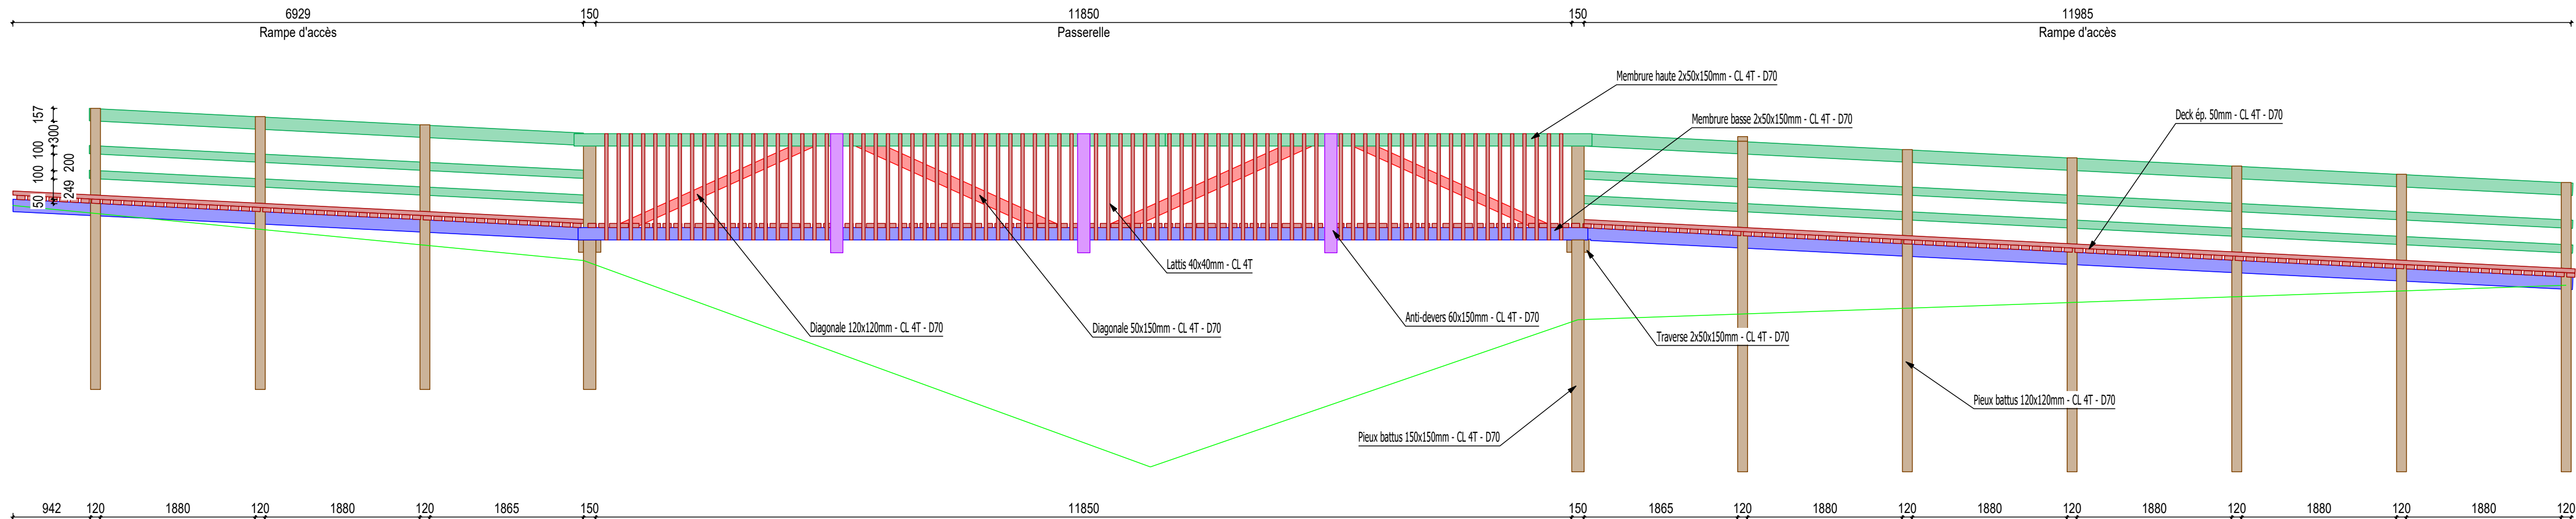 6929 150 11850 150 11985
Rampe d'accès Passerelle Rampe d'accès
Membrure haute 2x50x150mm - CL 4T - D70
Membrure basse 2x50x150mm - CL 4T - D70
Deck ép. 50mm - CL 4T - D70
157
300
100
200
100
249
50
Lattis 40x40mm - CL 4T
Diagonale 120x120mm - CL 4T - D70
Diagonale 50x150mm - CL 4T - D70
Anti-devers 60x150mm - CL 4T - D70
Traverse 2x50x150mm - CL 4T - D70
Pieux battus 120x120mm - CL 4T - D70
Pieux battus 150x150mm - CL 4T - D70
942 120 1880 120 1880 120 1865 150 11850 150 1865 120 1880 120 1880 120 1880 120 1880 120 1880 120